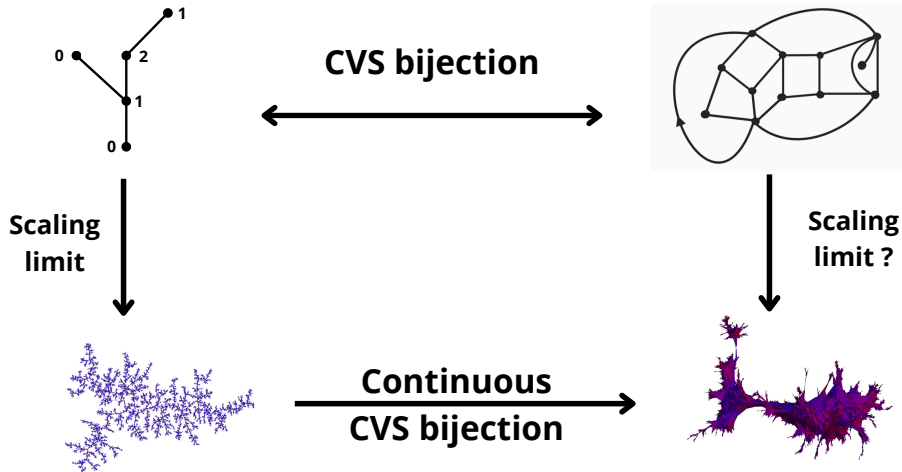 1
0
2
1
0
CVS bijection
Scaling
limit
Scaling
limit ?
Continuous
CVS bijection